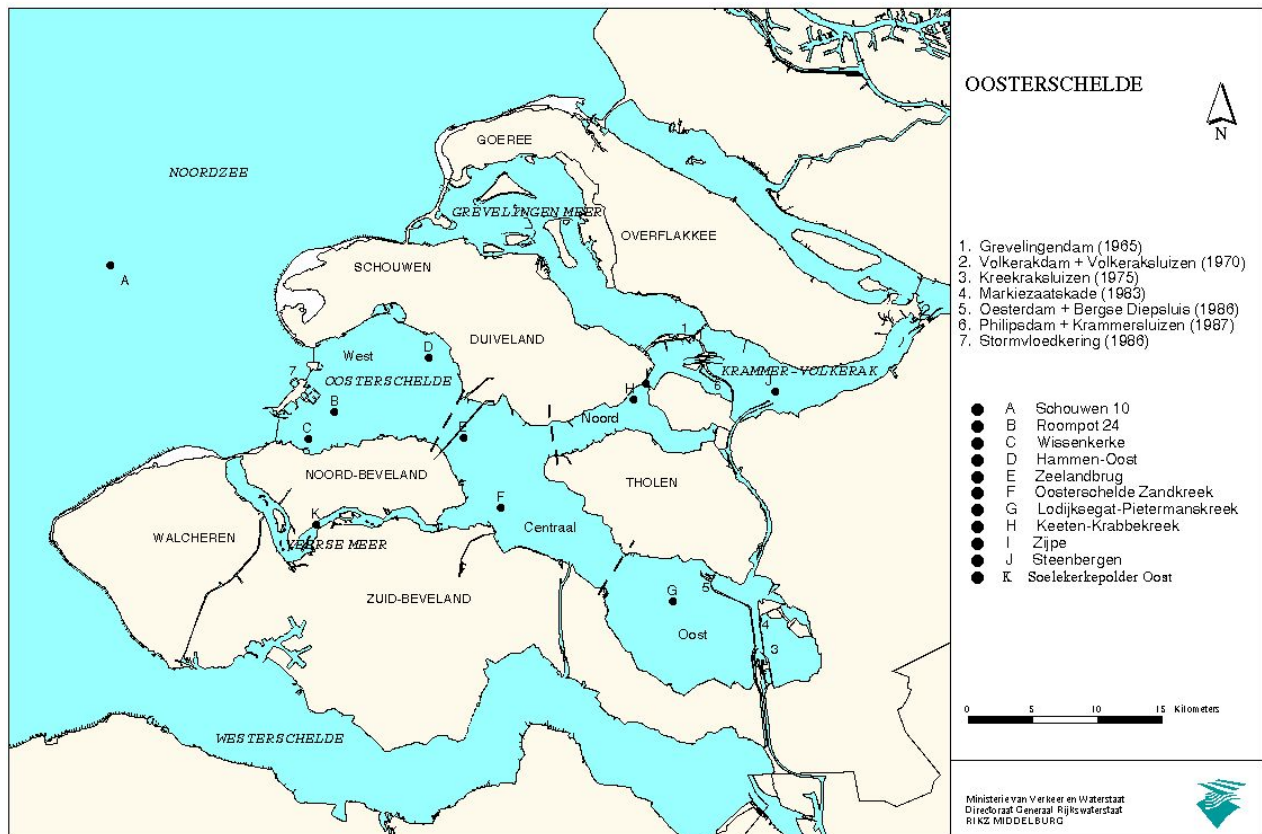 OOSTERSCHELDE
N
GOEREE
NOORDZEE
GREVELINGEN MEER
OVERFLAKKEE
SCHOUWEN
A
1. Grevelingendam (1965)
2. Volkerakdam + Volkeraksluizen (1970)
3. Kreekraksluizen (1975)
4. Markiezaatskade (1983)
5. Oesterdam + Bergse Diepsluis (1986)
6. Philipsdam + Krammersluizen (1987)
7. Stormvloedkering (1986)
2
1
DUIVELAND
West
D
KRAMMER-VOLKERAK
7
OOSTERSCHELDE
H
6
J
B
Noord
C
E
A Schouwen 10
B Roompot 24
C Wissenkerke
D Hammen-Oost
E Zeelandbrug
F Oosterschelde Zandkreek
G Lodijksegat-Pietermanskreek
H Keeten-Krabbekreek
I Zijpe
J Steenbergen
K Soelekerkepolder Oost
NOORD-BEVELAND
THOLEN
F
K
Centraal
WALCHEREN
VEERSE MEER
ZUID-BEVELAND
5
G
4
Oost
3
0 5 10 15 Kilometers
WESTERSCHELDE
Ministerie van Verkeer en Waterstaat
Directoraat Generaal Rijkswaterstaat
RIKZ MIDDELBURG